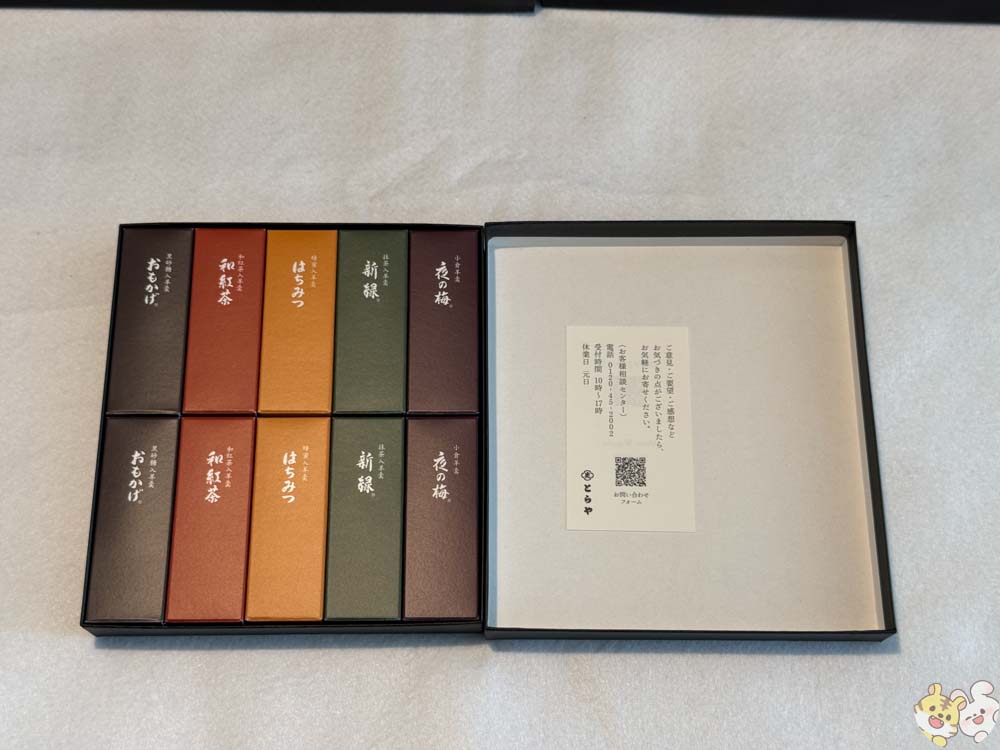 小倉羊羹
夜の梅®
抹茶入羊羹
新緑®
蜂蜜入羊羹
はちみつ
和紅茶入羊羹
和紅茶
黒砂糖入羊羹
おもかげ®
小倉羊羹
夜の梅®
抹茶入羊羹
新緑®
蜂蜜入羊羹
はちみつ
和紅茶入羊羹
和紅茶
黒砂糖入羊羹
おもかげ®
ご意見・ご要望・ご感想など
お気づきの点がございましたら、
お気軽にお寄せください。
(お客様相談センター)
電話 0120-45-2002
受付時間 10時~17時
休業日 元日
お問い合わせ
フォーム
とらや